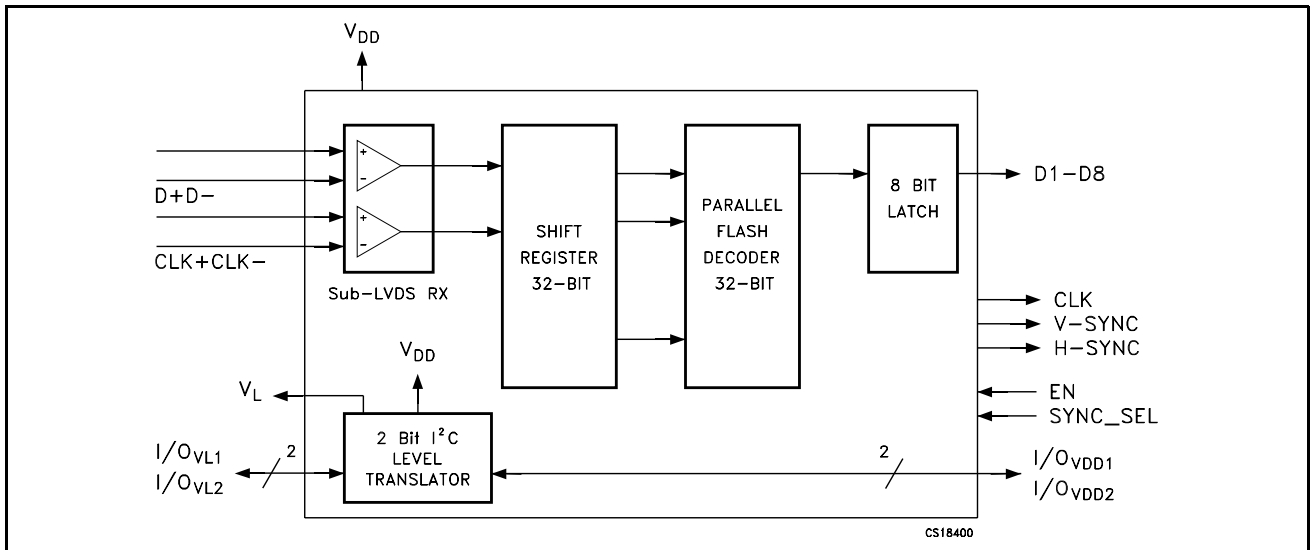 VDD
D+D-
CLK+CLK-
+
-
+
-
Sub-LVDS RX
SHIFT
REGISTER
32-BIT
PARALLEL
FLASH
DECODER
32-BIT
8 BIT
LATCH
D1-D8
CLK
V-SYNC
H-SYNC
EN
SYNC_SEL
VDD
VL
2 Bit I²C
LEVEL
TRANSLATOR
I/OVL1
I/OVL2
2
2
I/OVDD1
I/OVDD2
CS18400